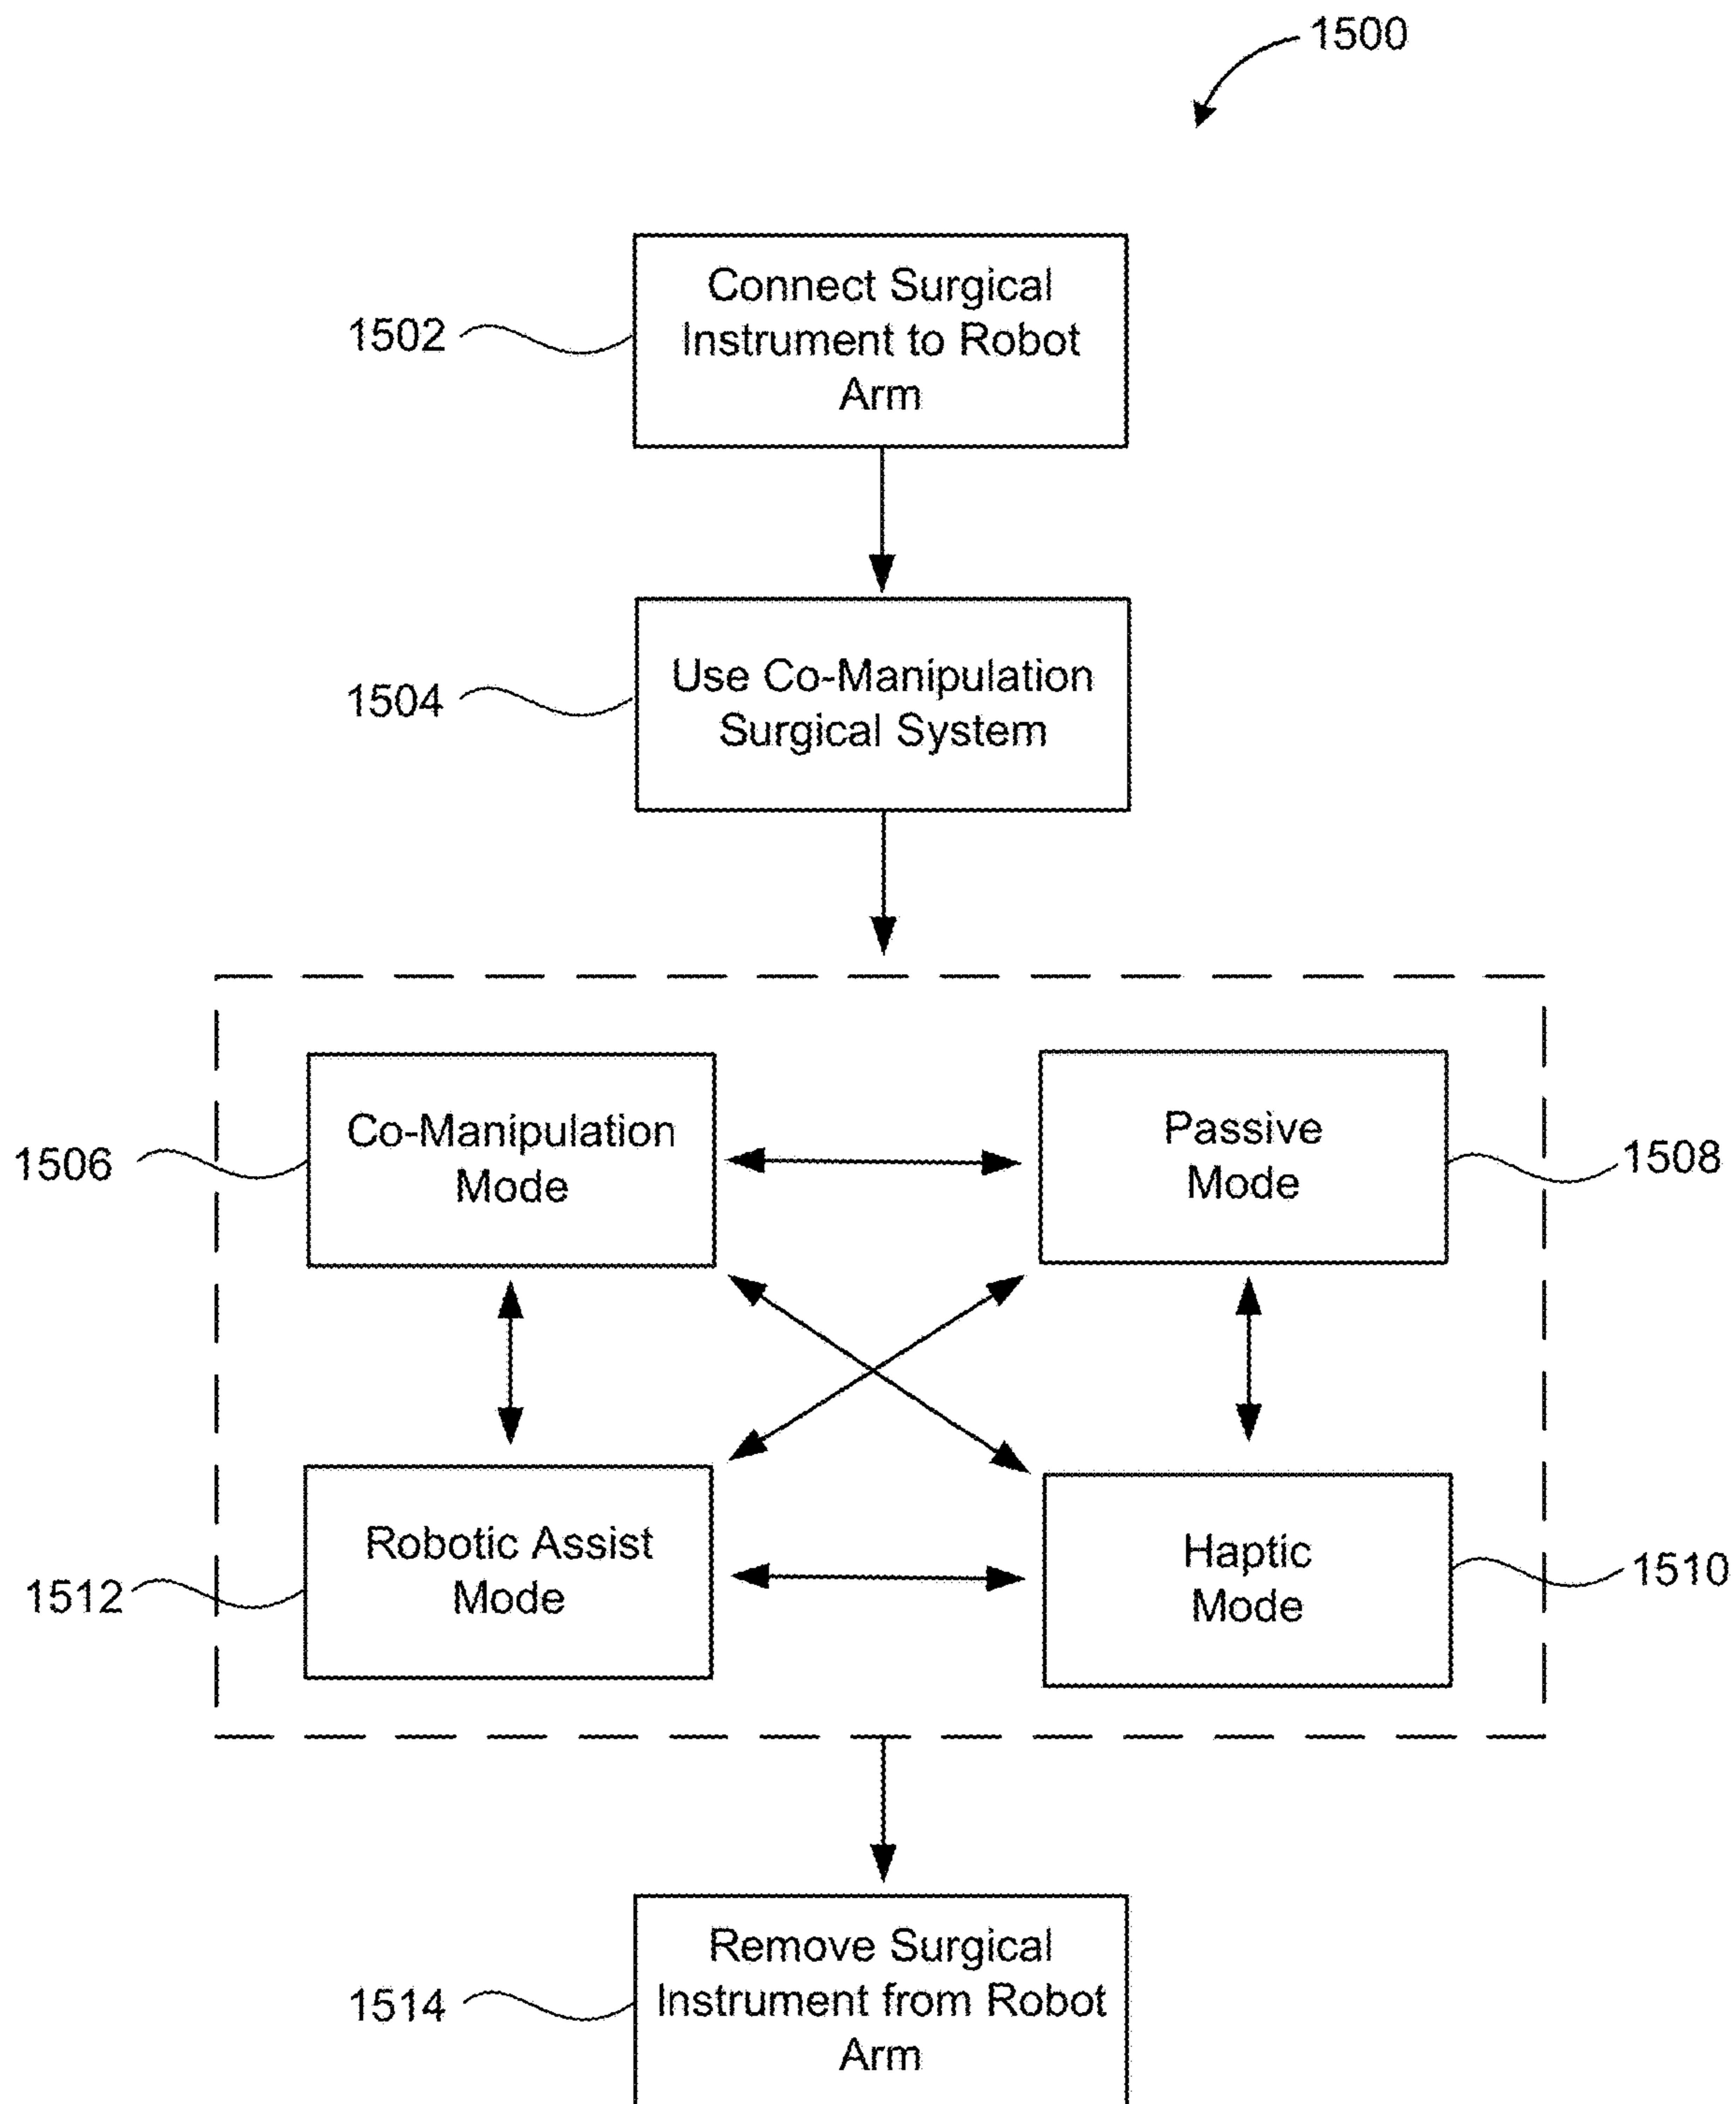 1500
Connect Surgical
1502
Instrument to Robot
Arm
Use Co-Manipulation
1504
Surgical System
Co-Manipulation
Mode
1506
Passive
Mode
1508
Robotic Assist
Mode
1512
Haptic
Mode
1510
Remove Surgical
1514
Instrument from Robot
Arm